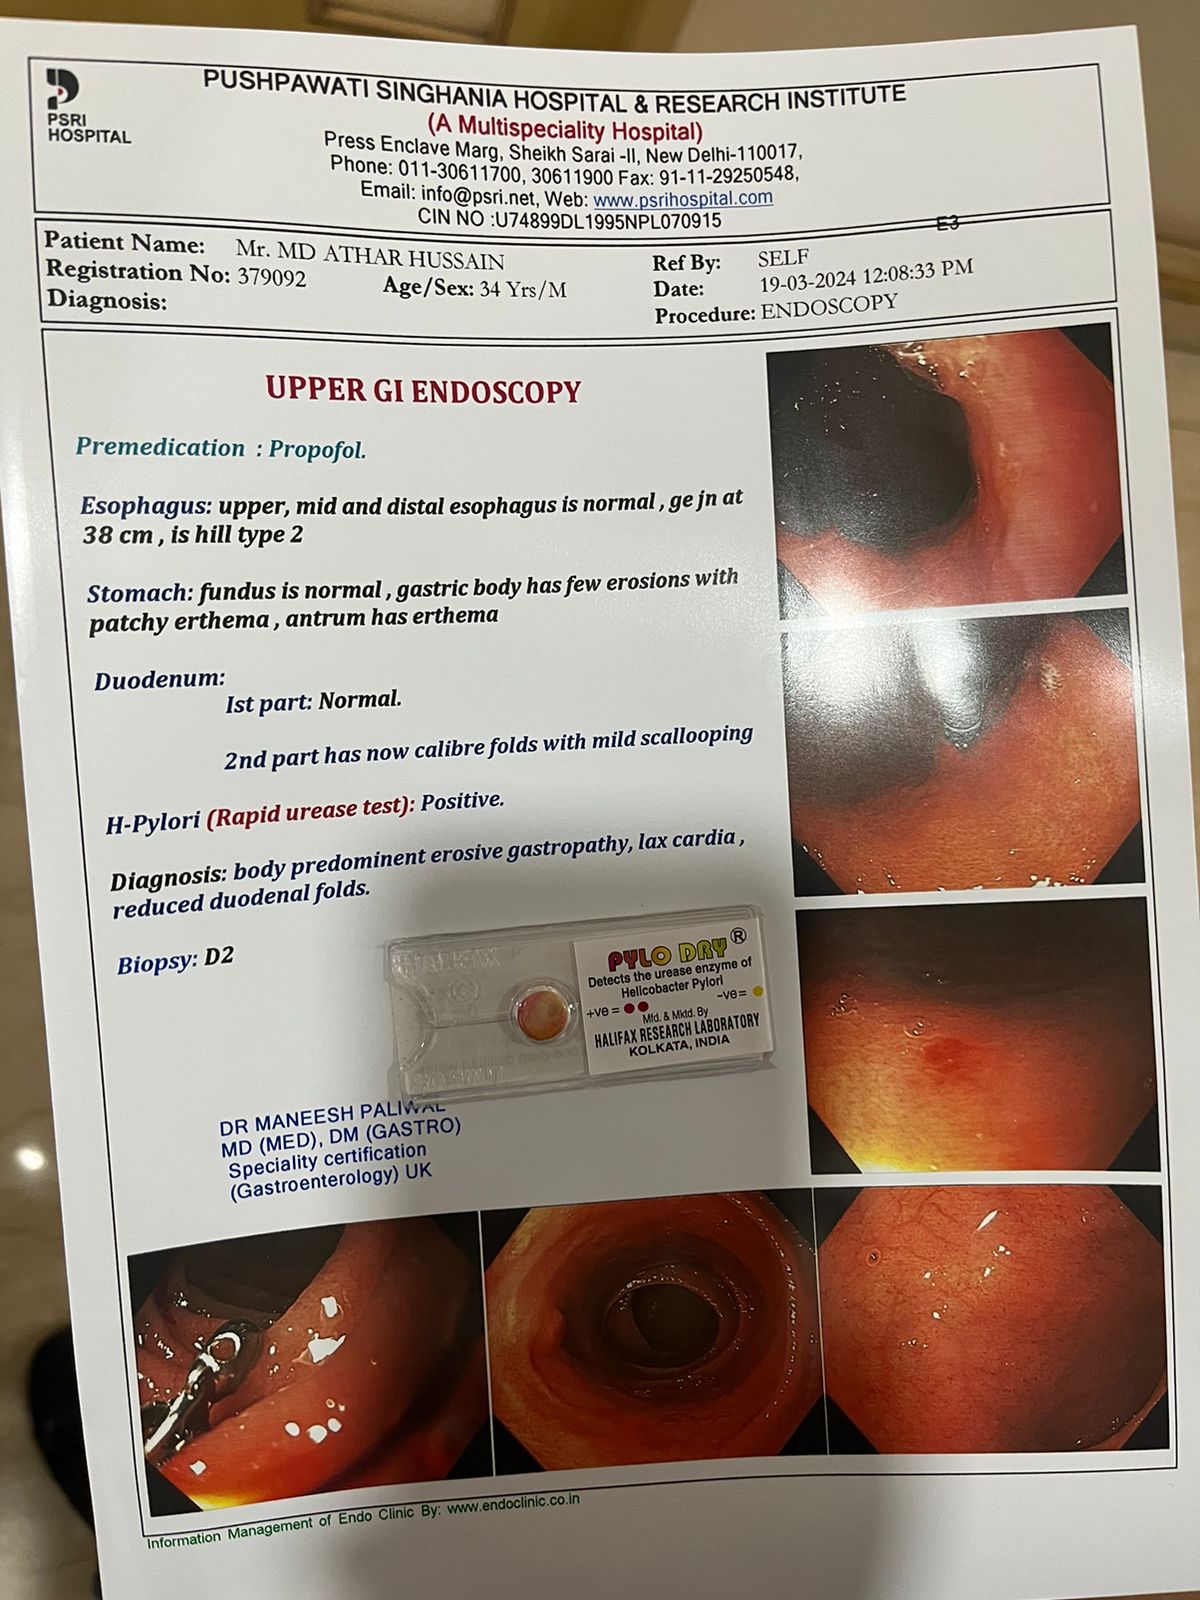 PSRI
HOSPITAL
PUSHPAWATI SINGHANIA HOSPITAL & RESEARCH INSTITUTE
(A Multispeciality Hospital)
Press Enclave Marg, Sheikh Sarai -II, New Delhi-110017,
Phone: 011-30611700, 30611900 Fax: 91-11-29250548,
Email: info@psri.net, Web: www.psrihospital.com
CIN NO :U74899DL1995NPL070915
E3
Patient Name: Mr. MD ATHAR HUSSAIN
Registration No: 379092 Age/Sex: 34 Yrs/M
Diagnosis:
Ref By: SELF
Date: 19-03-2024 12:08:33 PM
Procedure: ENDOSCOPY
UPPER GI ENDOSCOPY
Premedication : Propofol.
Esophagus: upper, mid and distal esophagus is normal , ge jn at
38 cm , is hill type 2
Stomach: fundus is normal , gastric body has few erosions with
patchy erthema , antrum has erthema
Duodenum:
Ist part: Normal.
2nd part has now calibre folds with mild scallooping
H-Pylori (Rapid urease test): Positive.
Diagnosis: body predominent erosive gastropathy, lax cardia ,
reduced duodenal folds.
Biopsy: D2
PYLO DRY®
Detects the urease enzyme of
Helicobacter Pylori
+ve = -ve=
Mfd. & Mktd. By
HALIFAX RESEARCH LABORATORY
KOLKATA, INDIA
DR MANEESH PALIWAL
MD (MED), DM (GASTRO)
Speciality certification
(Gastroenterology) UK
Information Management of Endo Clinic By: www.endoclinic.co.in